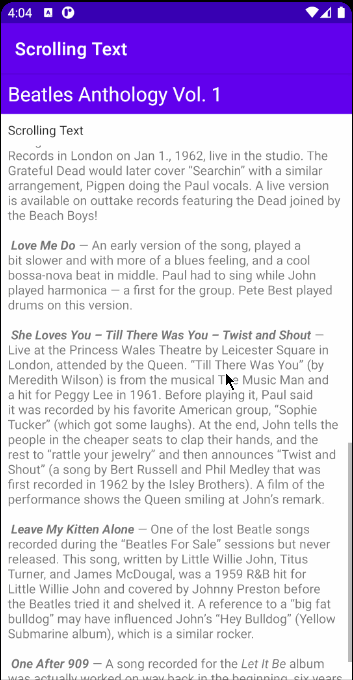 4:04
Scrolling Text
Beatles Anthology Vol. 1
Scrolling Text
Records in London on Jan 1., 1962, live in the studio. The
Grateful Dead would later cover “Searchin” with a similar
arrangement, Pigpen doing the Paul vocals. A live version
is available on outtake records featuring the Dead joined by
the Beach Boys!
Love Me Do — An early version of the song, played a
bit slower and with more of a blues feeling, and a cool
bossa-nova beat in middle. Paul had to sing while John
played harmonica — a first for the group. Pete Best played
drums on this version.
She Loves You – Till There Was You – Twist and Shout —
Live at the Princess Wales Theatre by Leicester Square in
London, attended by the Queen. “Till There Was You” (by
Meredith Wilson) is from the musical The Music Man and
a hit for Peggy Lee in 1961. Before playing it, Paul said
it was recorded by his favorite American group, “Sophie
Tucker” (which got some laughs). At the end, John tells the
people in the cheaper seats to clap their hands, and the
rest to “rattle your jewelry” and then announces “Twist and
Shout” (a song by Bert Russell and Phil Medley that was
first recorded in 1962 by the Isley Brothers). A film of the
performance shows the Queen smiling at John’s remark.
Leave My Kitten Alone — One of the lost Beatle songs
recorded during the “Beatles For Sale” sessions but never
released. This song, written by Little Willie John, Titus
Turner, and James McDougal, was a 1959 R&B hit for
Little Willie John and covered by Johnny Preston before
the Beatles tried it and shelved it. A reference to a “big fat
bulldog” may have influenced John’s “Hey Bulldog” (Yellow
Submarine album), which is a similar rocker.
One After 909 — A song recorded for the Let It Be album
was actually worked on way back in the beginning, six years